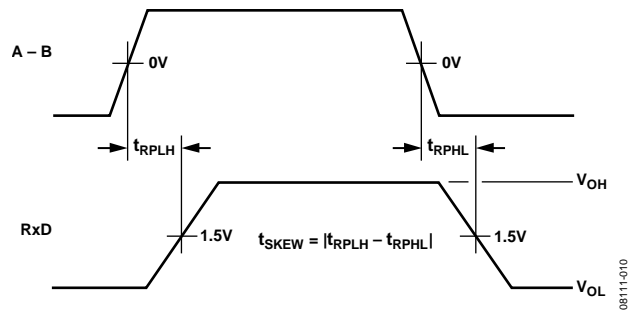 A – B
0V
0V
tRPLH
tRPHL
VOH
RxD
1.5V
tSKEW = |tRPLH – tRPHL|
1.5V
VOL
08111-010